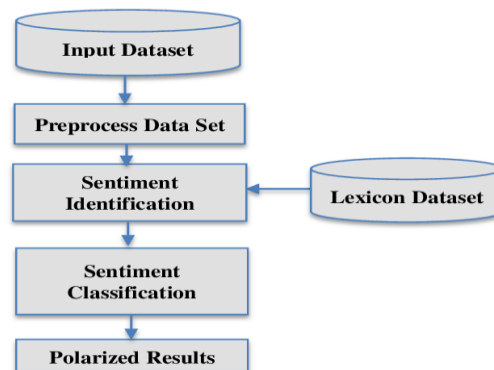 Input Dataset
Preprocess Data Set
Sentiment
Identification
Lexicon Dataset
Sentiment
Classification
Polarized Results